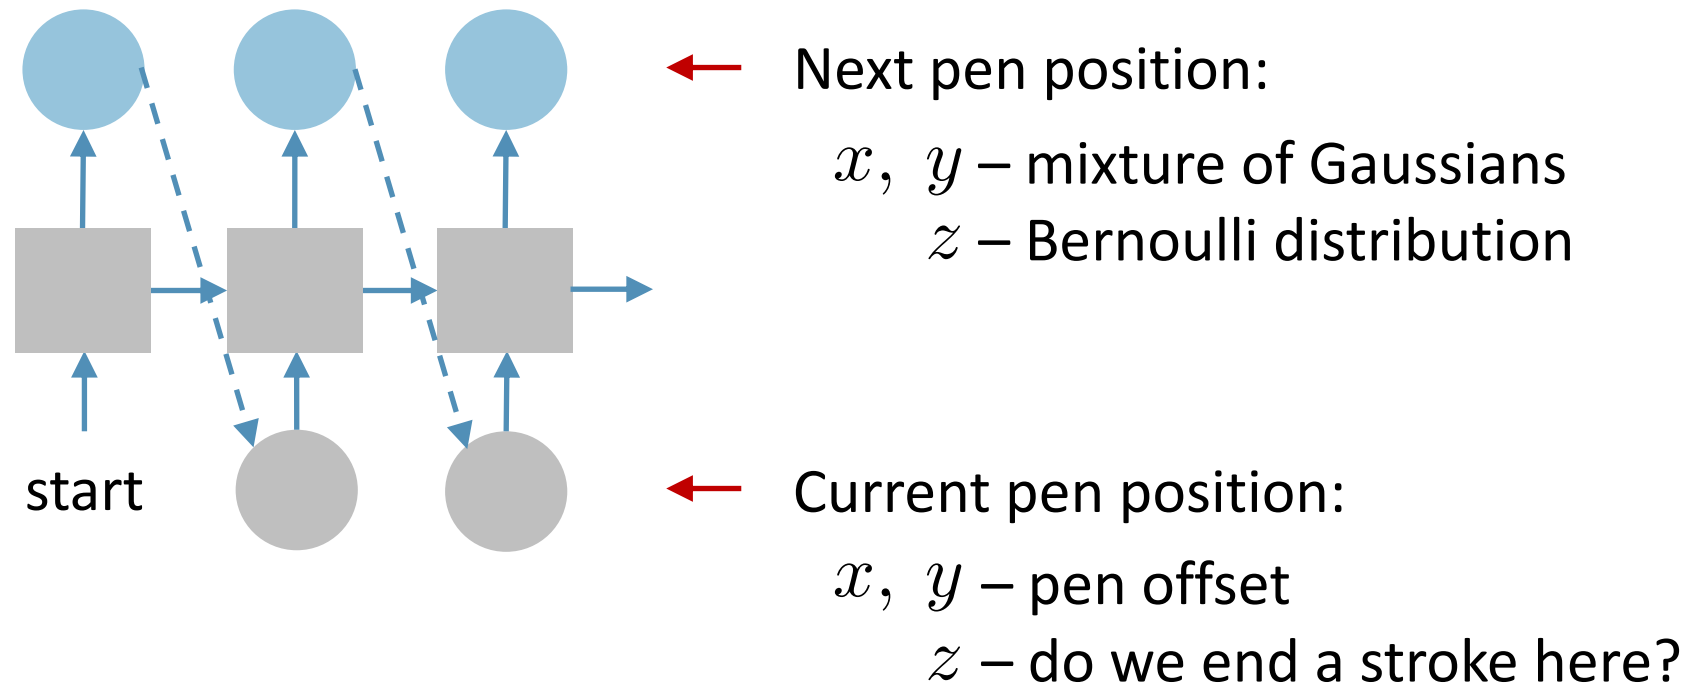 Next pen position:
x, y – mixture of Gaussians
z – Bernoulli distribution
start
Current pen position:
x, y – pen offset
z – do we end a stroke here?